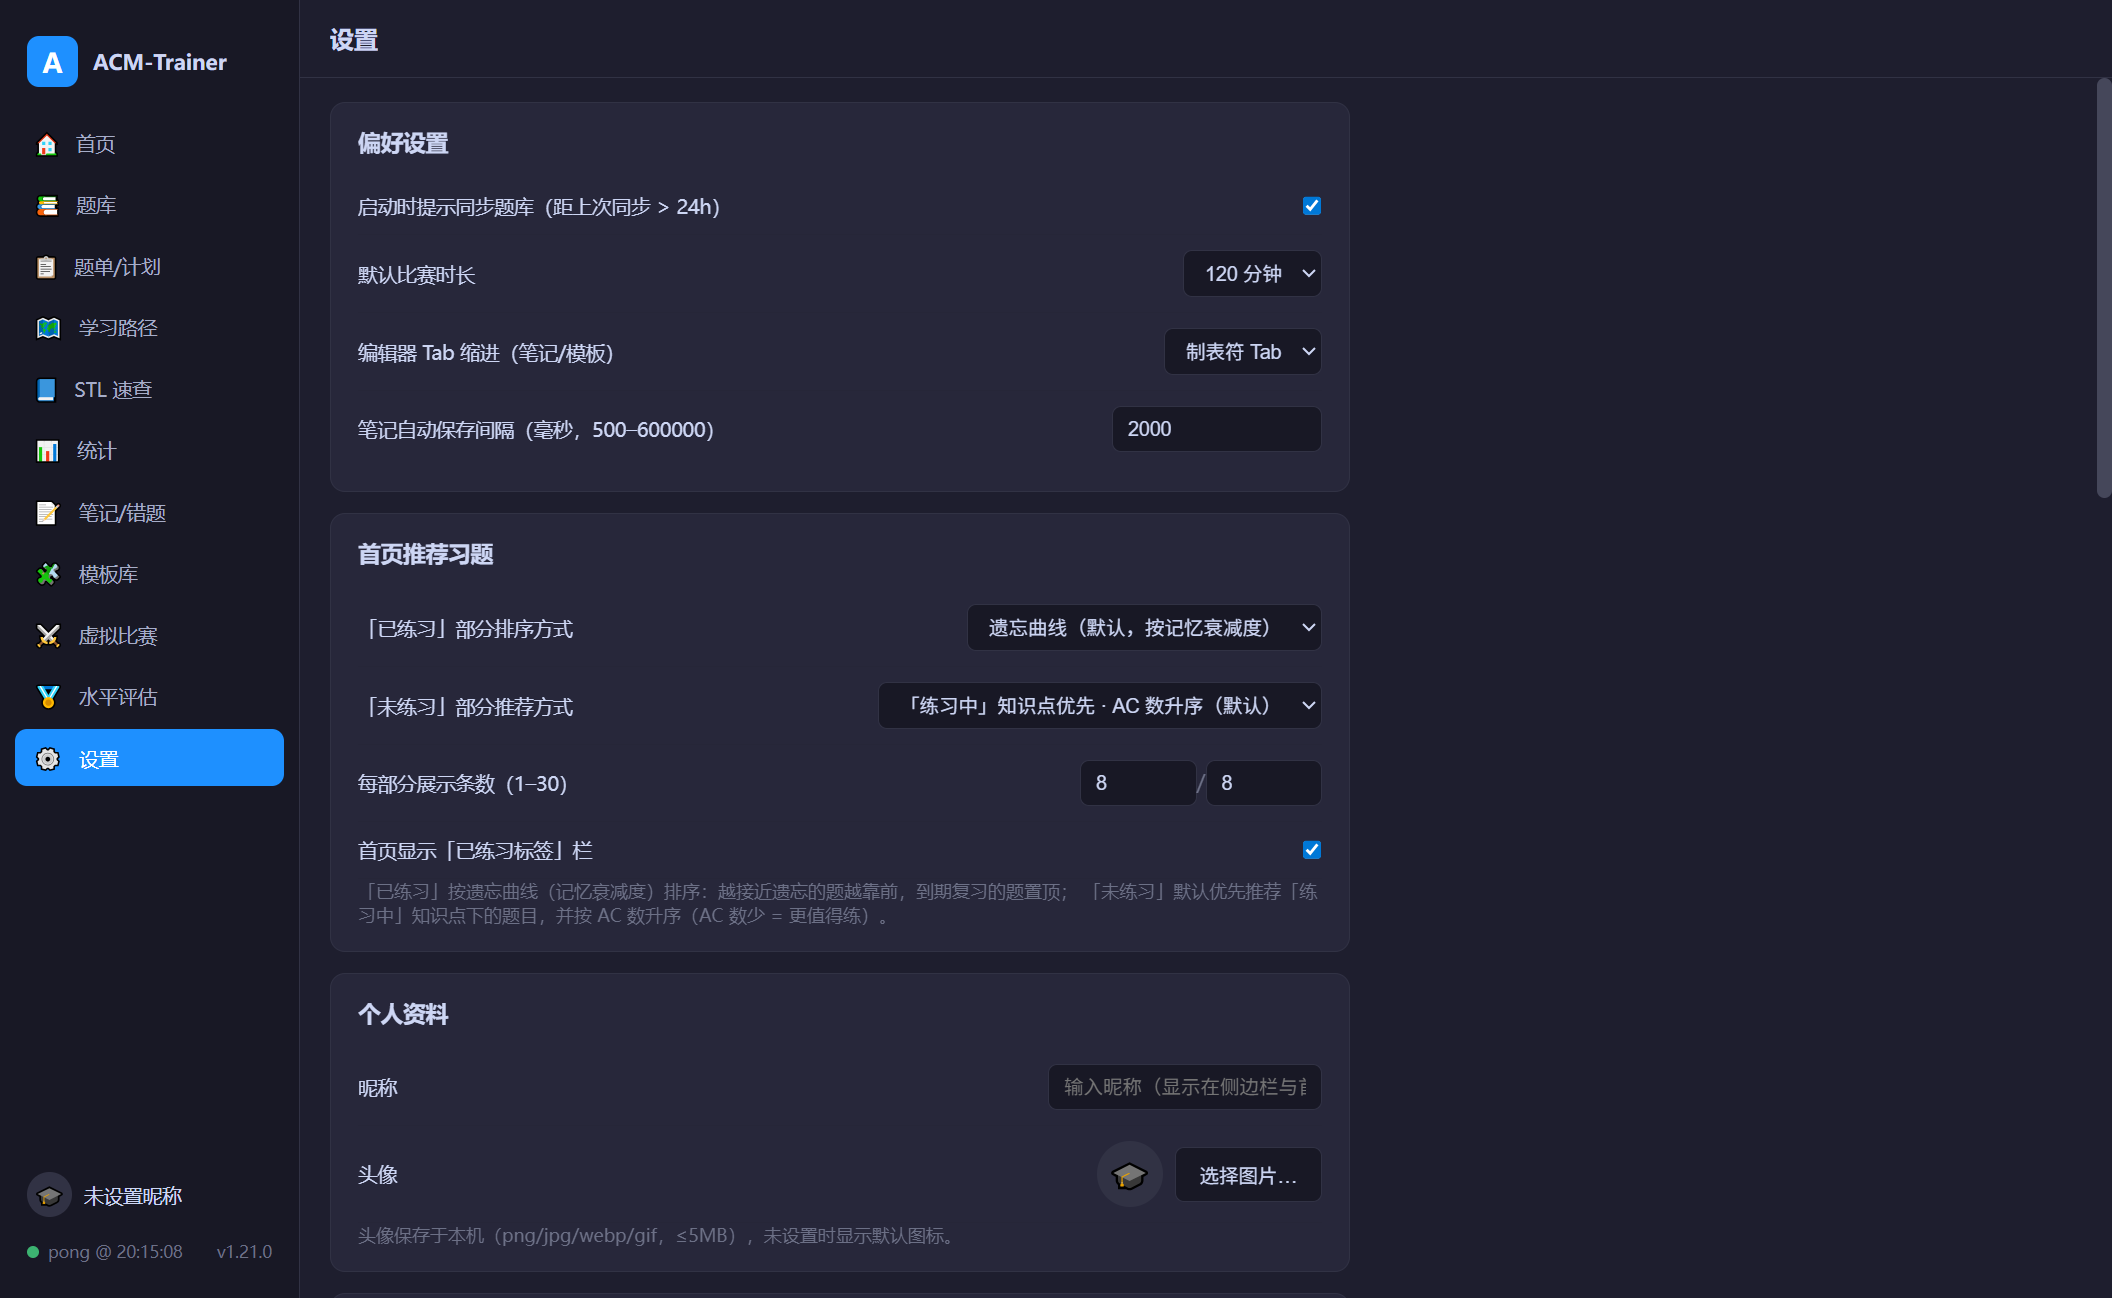 A ACM-Trainer
首页
题库
题单/计划
学习路径
STL 速查
统计
笔记/错题
模板库
虚拟比赛
水平评估
设置
未设置昵称
pong @ 20:15:08 v1.21.0
设置
偏好设置
启动时提示同步题库（距上次同步 > 24h）
默认比赛时长 120 分钟
编辑器 Tab 缩进（笔记/模板） 制表符 Tab
笔记自动保存间隔（毫秒，500–600000） 2000
首页推荐习题
「已练习」部分排序方式 遗忘曲线（默认，按记忆衰减度）
「未练习」部分推荐方式 「练习中」知识点优先 · AC 数升序（默认）
每部分展示条数（1–30） 8 / 8
首页显示「已练习标签」栏
「已练习」按遗忘曲线（记忆衰减度）排序：越接近遗忘的题越靠前，到期复习的题置顶； 「未练习」默认优先推荐「练
习中」知识点下的题目，并按 AC 数升序（AC 数少 = 更值得练）。
个人资料
昵称 输入昵称（显示在侧边栏与
头像 选择图片…
头像保存于本机（png/jpg/webp/gif，≤5MB），未设置时显示默认图标。